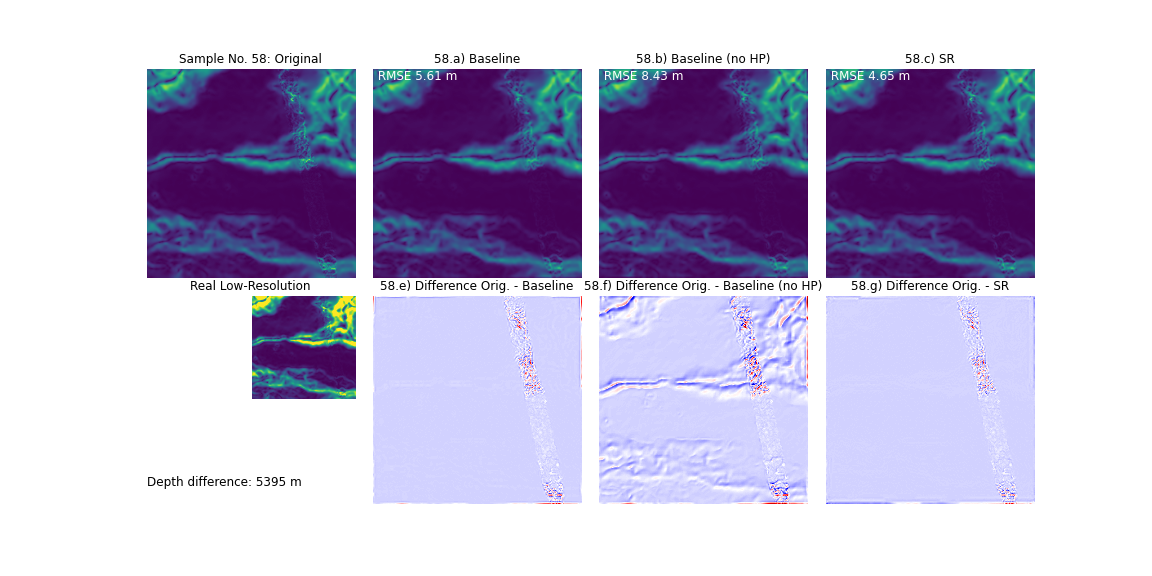 Sample No. 58: Original
58.a) Baseline
58.b) Baseline (no HP)
58.c) SR
RMSE 5.61 m
RMSE 8.43 m
RMSE 4.65 m
Real Low-Resolution
58.e) Difference Orig. - Baseline
58.f) Difference Orig. - Baseline (no HP)
58.g) Difference Orig. - SR
Depth difference: 5395 m